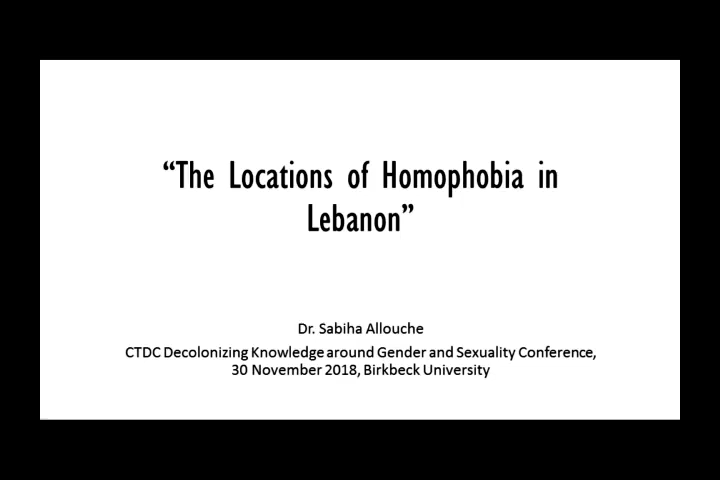 “The Locations of Homophobia in
Lebanon”
Dr. Sabiha Allouche
CTDC Decolonizing Knowledge around Gender and Sexuality Conference,
30 November 2018, Birkbeck University